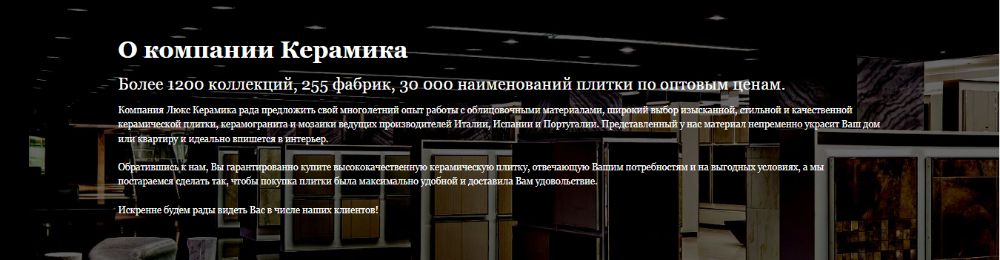 О компании Керамика
Более 1200 коллекций, 255 фабрик, 30 000 наименований плитки по оптовым ценам.
Компания Люкс Керамика рада предложить свой многолетний опыт работы с облицовочными материалами, широкий выбор изысканной, стильной и качественной
керамической плитки, керамогранита и мозаики ведущих производителей Италии, Испании и Португалии. Представленный у нас материал непременно украсит Ваш дом
или квартиру и идеально впишется в интерьер.
Обратившись к нам, Вы гарантированно купите высококачественную керамическую плитку, отвечающую Вашим потребностям и на выгодных условиях, а мы
постараемся сделать так, чтобы покупка плитки была максимально удобной и доставила Вам удовольствие.
Искренне будем рады видеть Вас в числе наших клиентов!